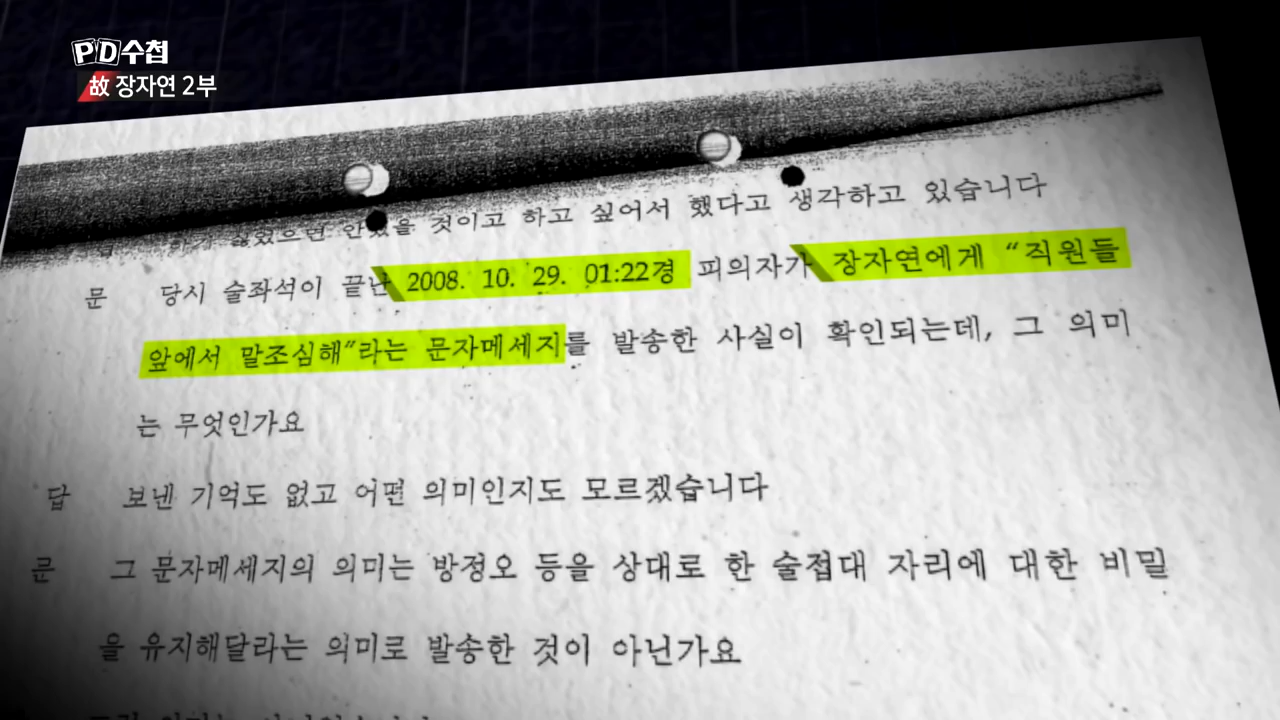 PD수첩
故 장자연 2부
것이고 하고 싶어서 했다고 생각하고 있습니다
문 당시 술좌석이 끝난 2008. 10. 29. 01:22경 피의자가 장자연에게 “직원들
앞에서 말조심해”라는 문자메세지를 발송한 사실이 확인되는데, 그 의미
는 무엇인가요
답 보낸 기억도 없고 어떤 의미인지도 모르겠습니다
문 그 문자메세지의 의미는 방정오 등을 상대로 한 술접대 자리에 대한 비밀
을 유지해달라는 의미로 발송한 것이 아닌가요